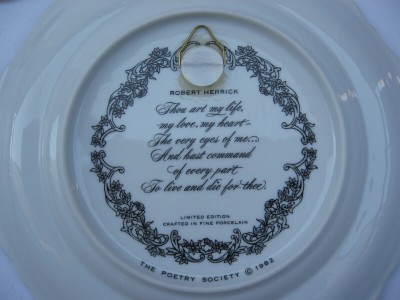 ROBERT HERRICK
Thou art my life,
my love, my heart
The very eyes of me...
And hast command
of every part
To live and die for thee.
LIMITED EDITION
CRAFTED IN FINE PORCELAIN
THE POETRY SOCIETY © 1982